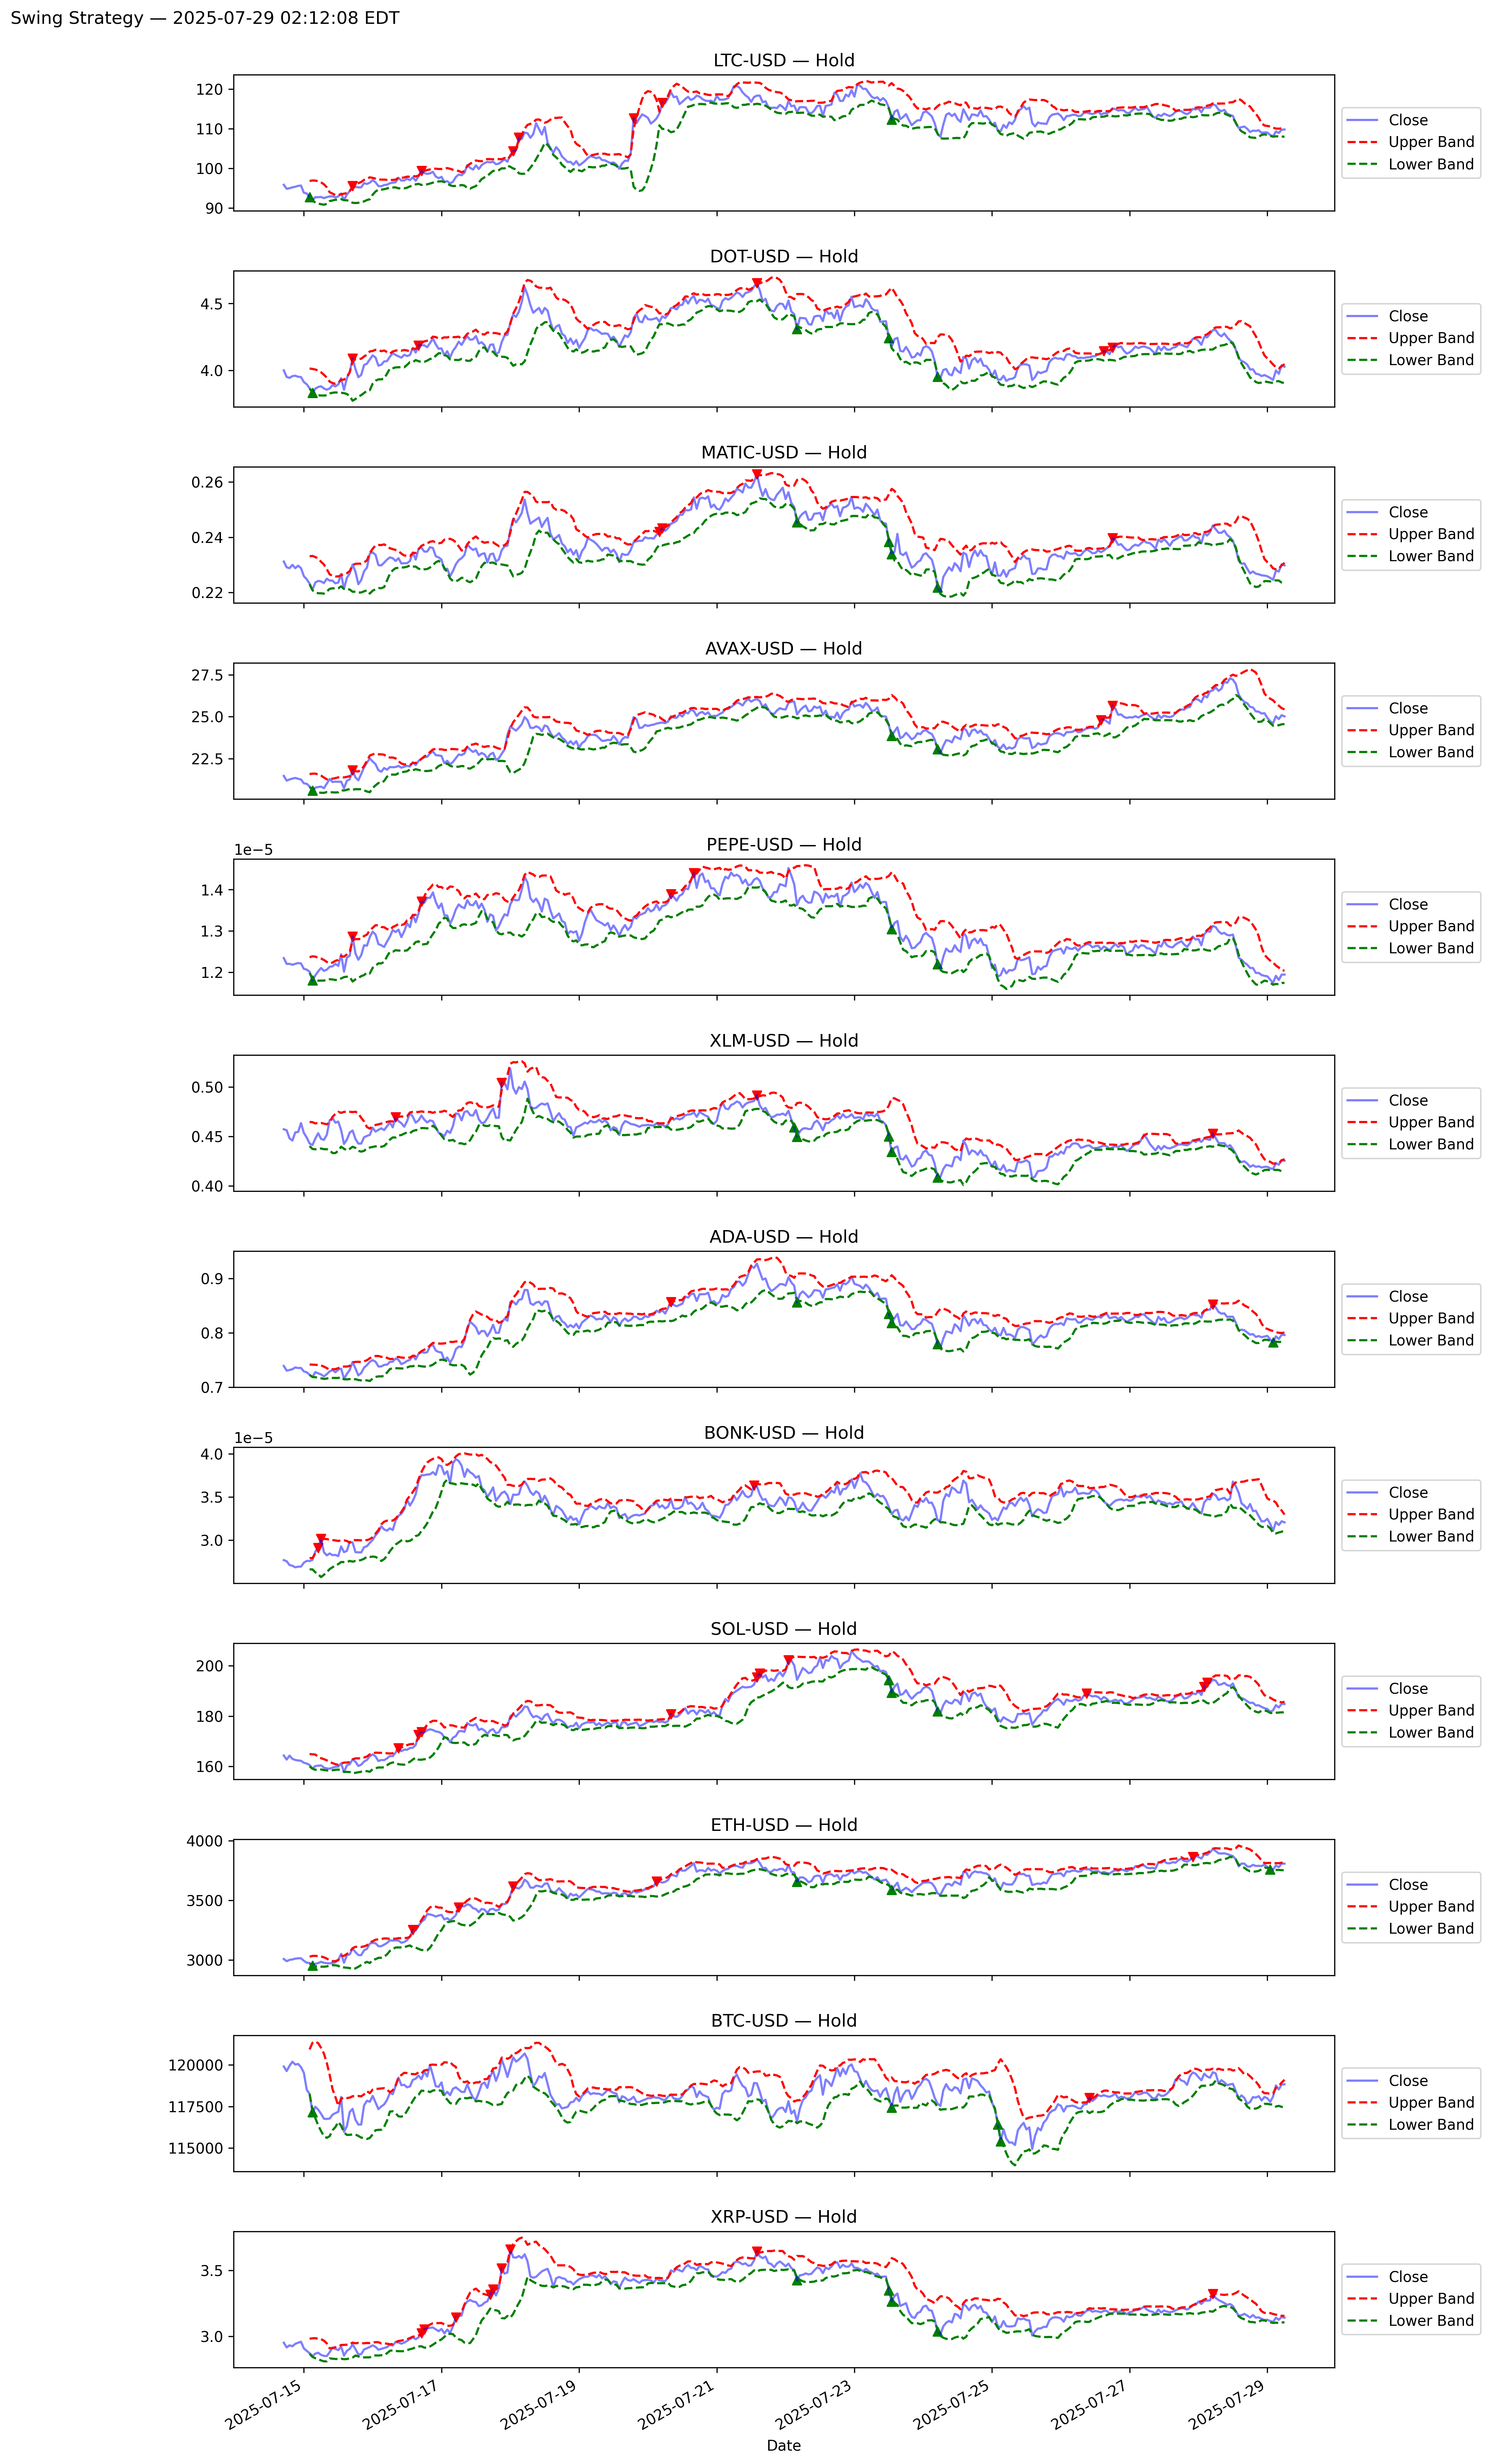 Swing Strategy — 2025-07-29 02:12:08 EDT
LTC-USD — Hold
120
110
100
90
Close
Upper Band
Lower Band
DOT-USD — Hold
4.5
4.0
Close
Upper Band
Lower Band
MATIC-USD — Hold
0.26
0.24
0.22
Close
Upper Band
Lower Band
AVAX-USD — Hold
27.5
25.0
22.5
Close
Upper Band
Lower Band
PEPE-USD — Hold
1e−5
1.4
1.3
1.2
Close
Upper Band
Lower Band
XLM-USD — Hold
0.50
0.45
0.40
Close
Upper Band
Lower Band
ADA-USD — Hold
0.9
0.8
0.7
Close
Upper Band
Lower Band
BONK-USD — Hold
1e−5
4.0
3.5
3.0
Close
Upper Band
Lower Band
SOL-USD — Hold
200
180
160
Close
Upper Band
Lower Band
ETH-USD — Hold
4000
3500
3000
Close
Upper Band
Lower Band
BTC-USD — Hold
120000
117500
115000
Close
Upper Band
Lower Band
XRP-USD — Hold
3.5
3.0
Close
Upper Band
Lower Band
2025-07-15
2025-07-17
2025-07-19
2025-07-21
2025-07-23
2025-07-25
2025-07-27
2025-07-29
Date